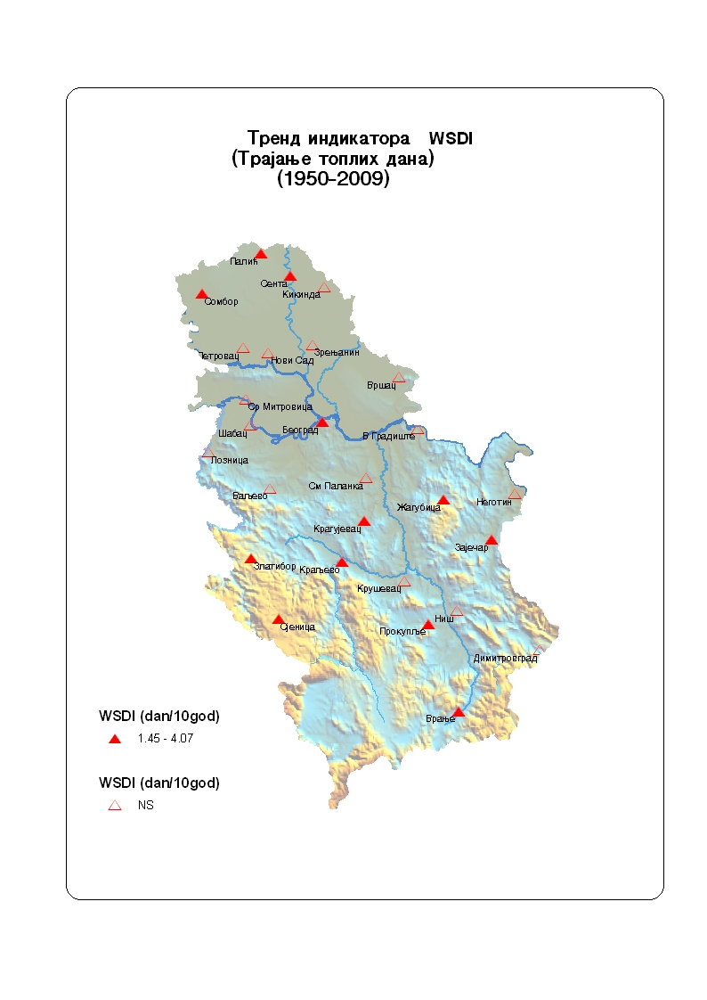 Тренд индикатора WSDI
(Трајање топлих дана)
(1950-2009)
Палић
Сента
Кикинда
Сомбор
Петровац
Нови Сад
Зрењанин
Вршац
Ср Митровица
Шабац
Београд
В Градиште
Лозница
Ваљево
См Паланка
Жагубица
Неготин
Крагујевац
Зајечар
Златибор
Краљево
Крушевац
Ниш
Сјеница
Прокупље
Димитровград
Врање
WSDI (dan/10god)
1.45 - 4.07
WSDI (dan/10god)
NS